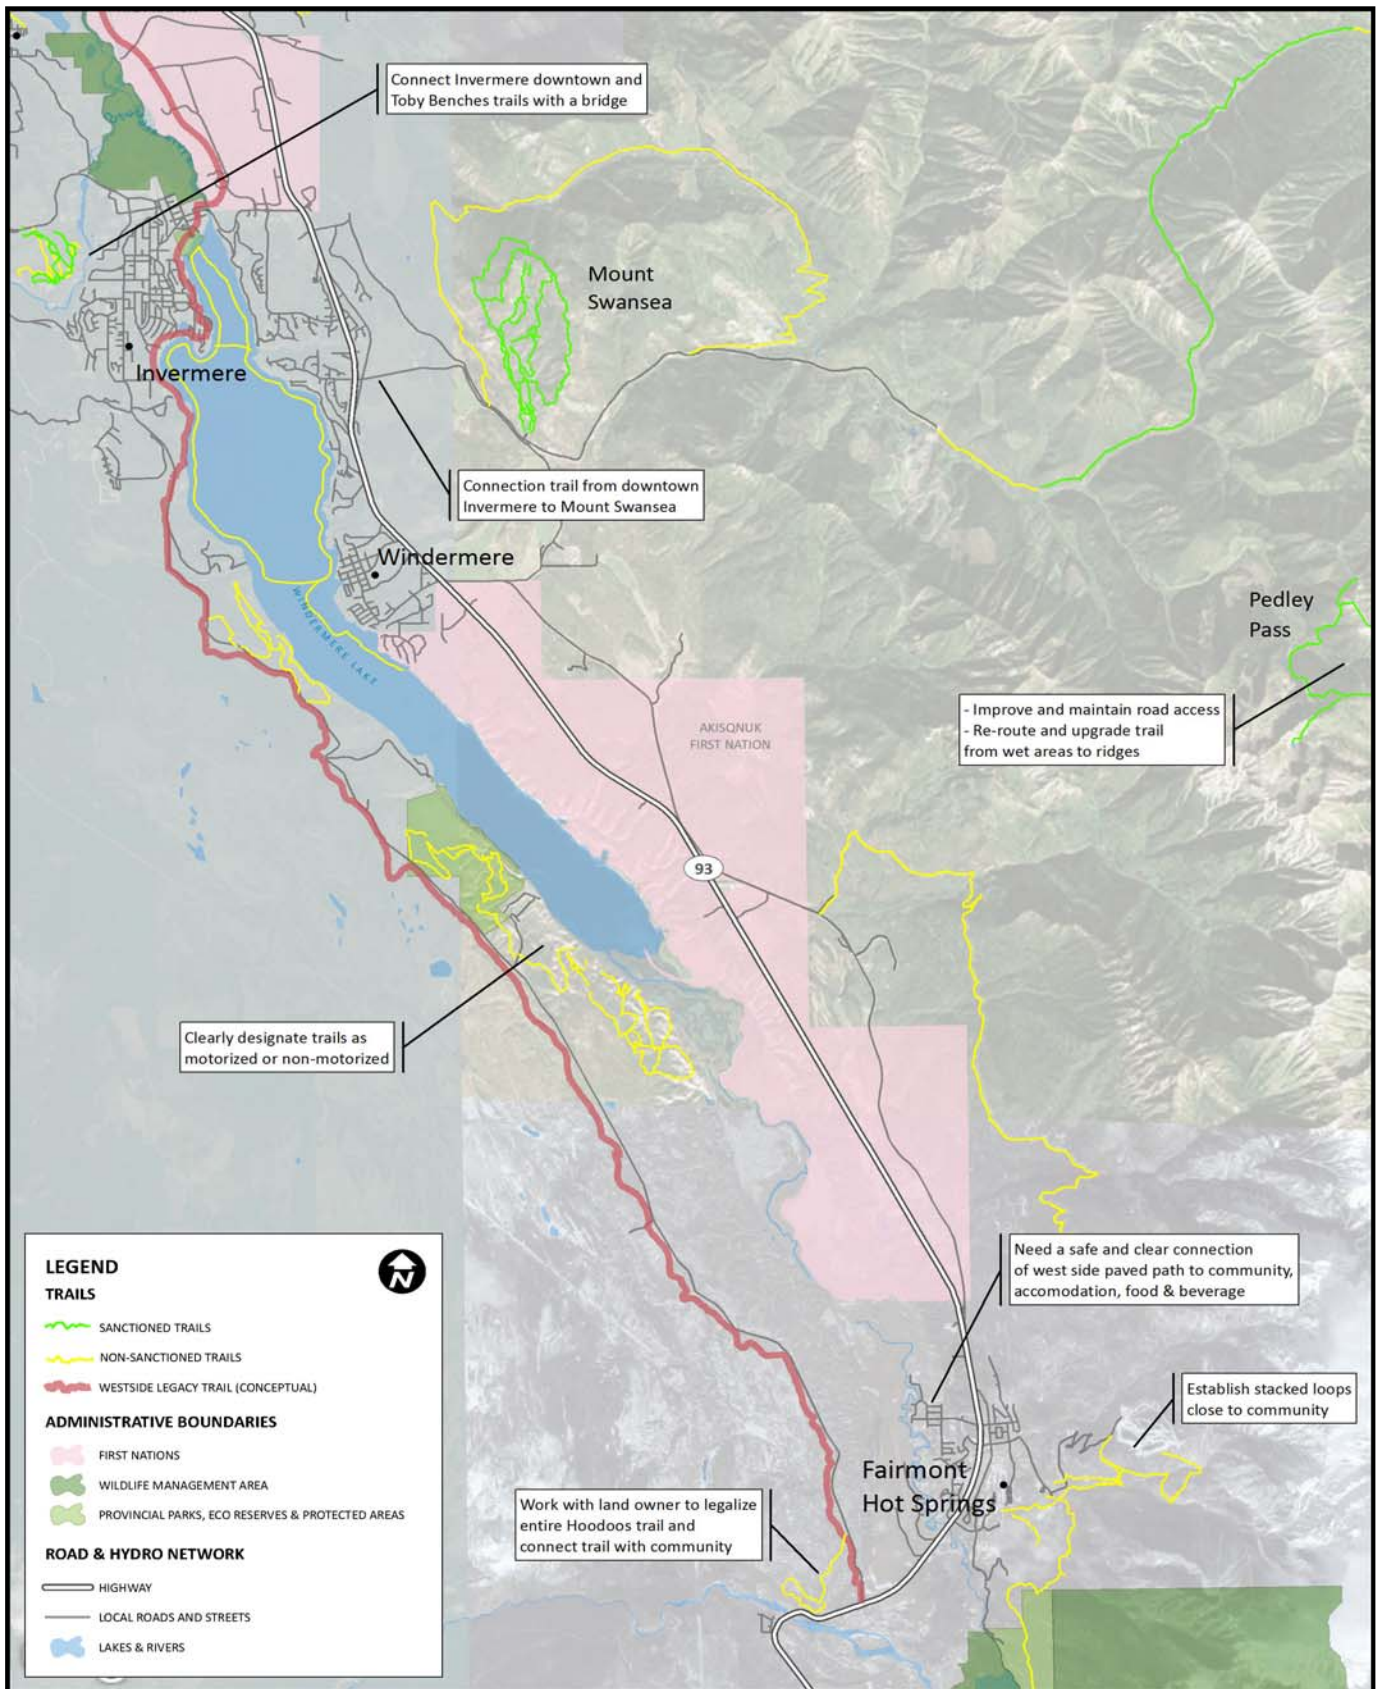 Connect Invermere downtown and
Toby Benches trails with a bridge
Mount
Swansea
Invermere
Connection trail from downtown
Invermere to Mount Swansea
Windermere
WINDERMERE LAKE
Pedley
Pass
- Improve and maintain road access
- Re-route and upgrade trail
from wet areas to ridges
AKISQNUK
FIRST NATION
93
Clearly designate trails as
motorized or non-motorized
Need a safe and clear connection
of west side paved path to community,
accomodation, food & beverage
Establish stacked loops
close to community
Fairmont
Hot Springs
Work with land owner to legalize
entire Hoodoos trail and
connect trail with community
LEGEND
N
TRAILS
SANCTIONED TRAILS
NON-SANCTIONED TRAILS
WESTSIDE LEGACY TRAIL (CONCEPTUAL)
ADMINISTRATIVE BOUNDARIES
FIRST NATIONS
WILDLIFE MANAGEMENT AREA
PROVINCIAL PARKS, ECO RESERVES & PROTECTED AREAS
ROAD & HYDRO NETWORK
HIGHWAY
LOCAL ROADS AND STREETS
LAKES & RIVERS